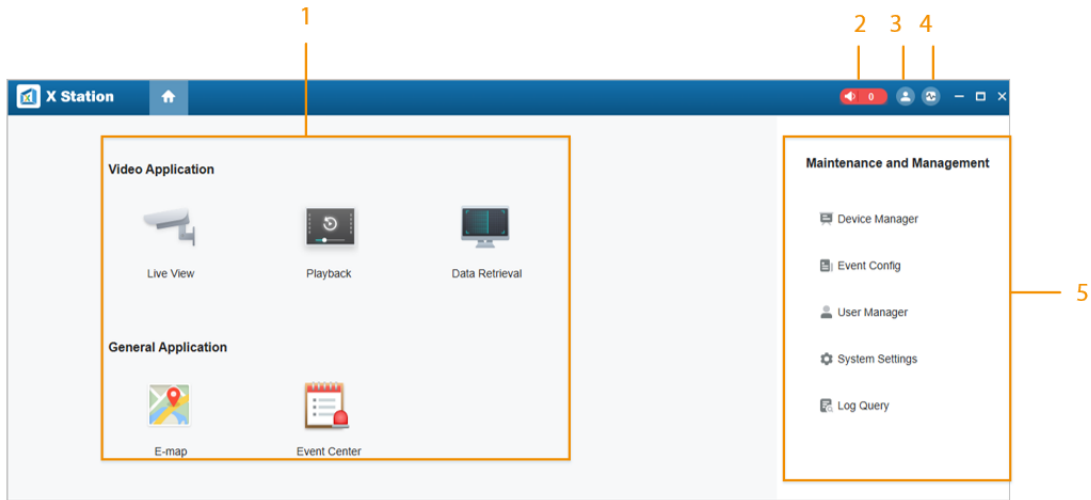 1
2 3 4
X Station
0
Video Application
Live View Playback Data Retrieval
General Application
E-map Event Center
Maintenance and Management
Device Manager
Event Config
User Manager
System Settings
Log Query
5